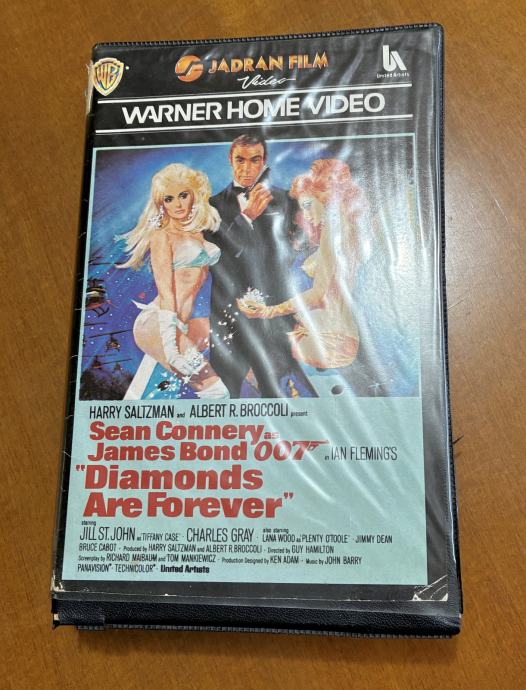 WB
JADRAN FILM
Video
United Artists
WARNER HOME VIDEO
HARRY SALTZMAN and ALBERT R. BROCCOLI present
Sean Connery as
James Bond 007 in IAN FLEMING'S
"Diamonds
Are Forever"
starring also starring
JILL ST. JOHN as TIFFANY CASE · CHARLES GRAY · LANA WOOD as PLENTY O'TOOLE · JIMMY DEAN
BRUCE CABOT · Produced by HARRY SALTZMAN and ALBERT R. BROCCOLI · Directed by GUY HAMILTON
Screenplay by RICHARD MAIBAUM and TOM MANKIEWICZ · Production Designed by KEN ADAM · Music by JOHN BARRY
PANAVISION® TECHNICOLOR® United Artists